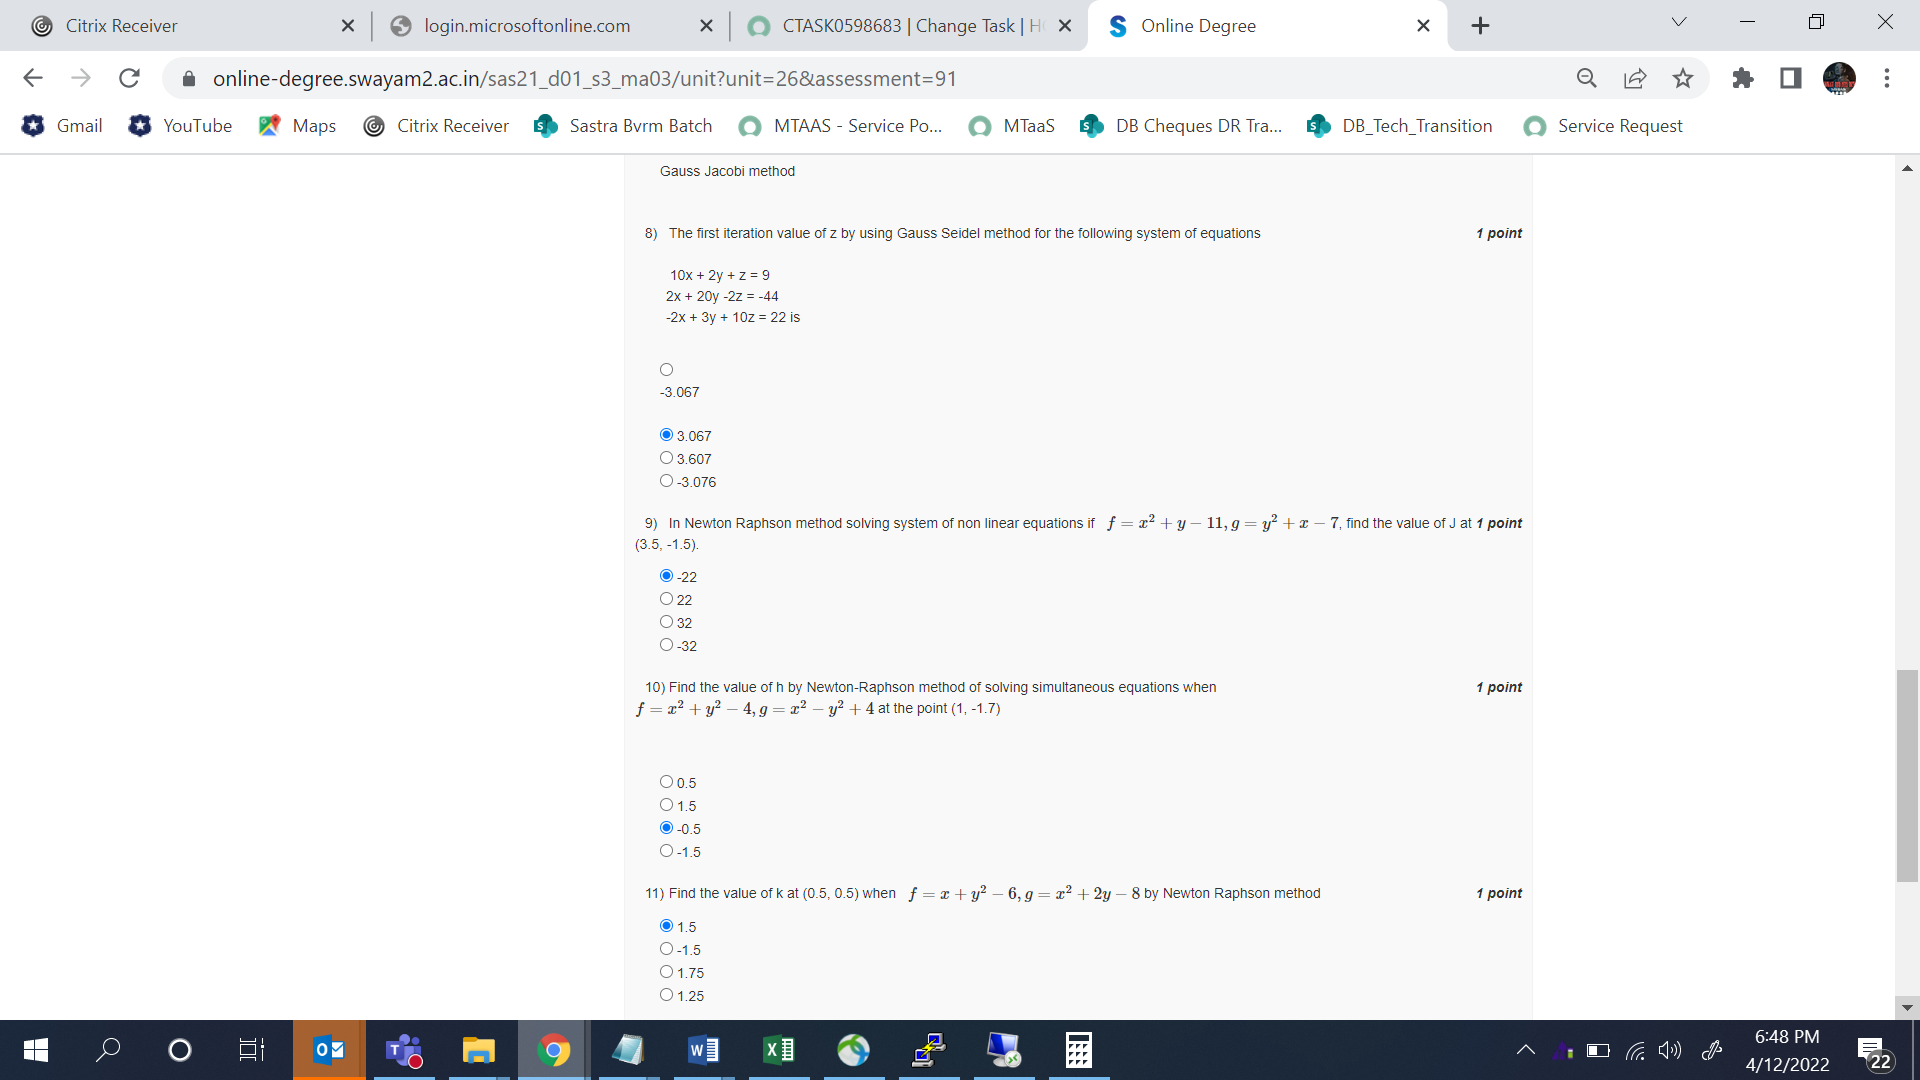 Citrix Receiver
login.microsoftonline.com
CTASK0598683 | Change Task | H
Online Degree
online-degree.swayam2.ac.in/sas21_d01_s3_ma03/unit?unit=26&assessment=91
Gmail YouTube Maps Citrix Receiver Sastra Bvrm Batch MTAAS - Service Po... MTaaS DB Cheques DR Tra... DB_Tech_Transition Service Request
Gauss Jacobi method
8) The first iteration value of z by using Gauss Seidel method for the following system of equations 1 point
10x + 2y + z = 9
2x + 20y -2z = -44
-2x + 3y + 10z = 22 is
-3.067
3.067
3.607
-3.076
9) In Newton Raphson method solving system of non linear equations if f = x² + y − 11, g = y² + x − 7, find the value of J at 1 point
(3.5, -1.5).
-22
22
32
-32
10) Find the value of h by Newton-Raphson method of solving simultaneous equations when 1 point
f = x² + y² − 4, g = x² − y² + 4 at the point (1, -1.7)
0.5
1.5
-0.5
-1.5
11) Find the value of k at (0.5, 0.5) when f = x + y² − 6, g = x² + 2y − 8 by Newton Raphson method 1 point
1.5
-1.5
1.75
1.25
6:48 PM
4/12/2022
22